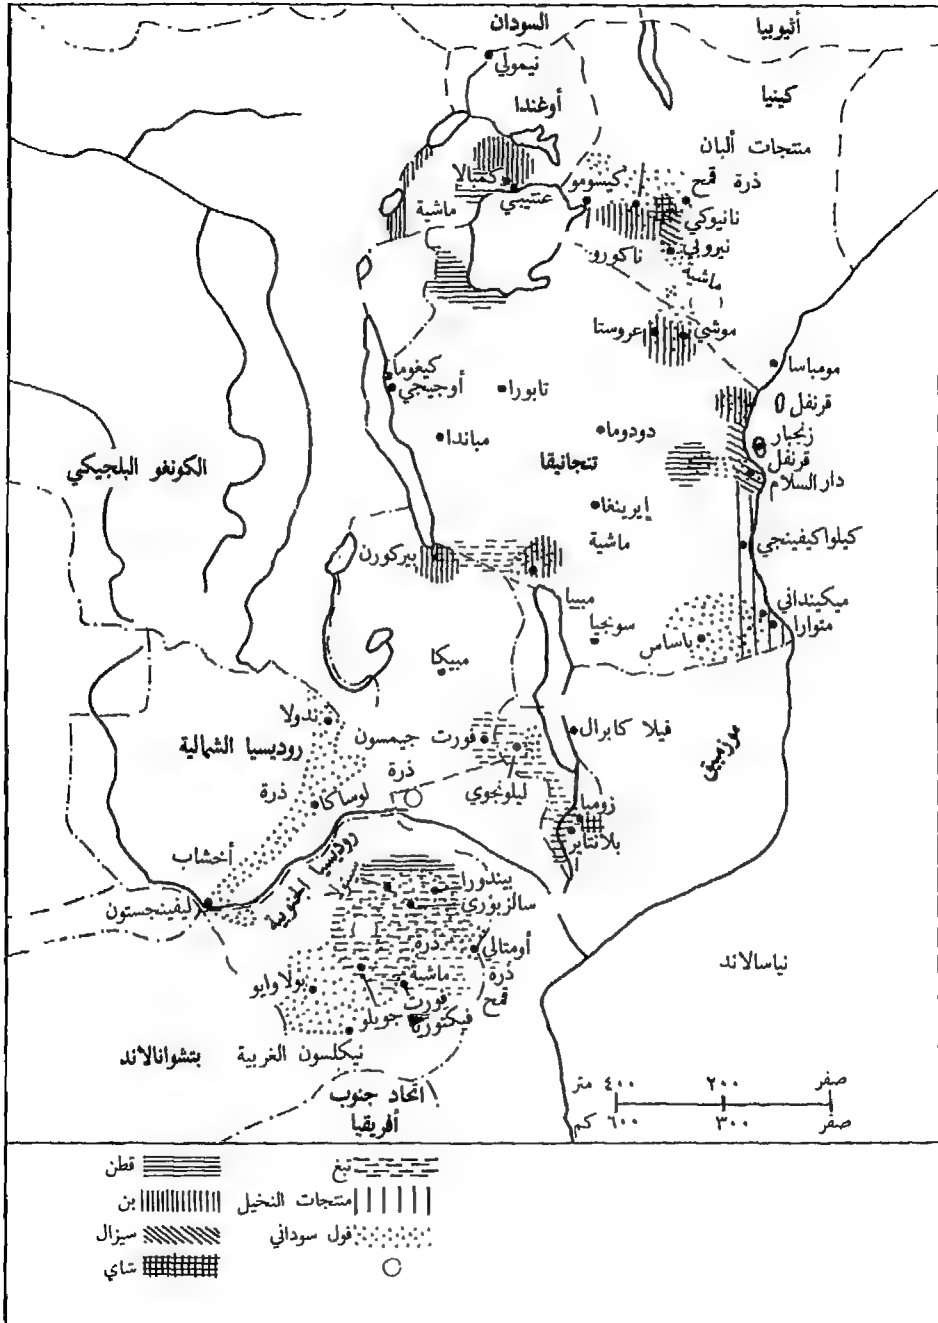 السودان
أثيوبيا
نيمولي
كينيا
أوغندا
منتجات ألبان
ذرة قمح
كمبالا
كيسومو
عنتيبي
ماشية
نانيوكي
نيروبي
ناكورو
ماشية
موشي
عروستا
مومباسا
كيغوما
أوجيجي
تابورا
قرنفل
زنجبار
قرنفل
دار السلام
دودوما
مباندا
تنجانيقا
الكونغو البلجيكي
إيرينغا
ماشية
كيلواكيفينجي
بيركورن
مبيبا
ميكينداني
متوارا
سونجيا
باساس
مبيكا
ندولا
روديسيا الشمالية
فورت جيمسون
فيلا كابرال
موزمبيق
ذرة
ذرة
لوساكا
ليلونجوي
زومبا
بلانتاير
أخشاب
روديسيا الجنوبية
ليفينجستون
بيندورا
سالزبوري
ذرة
أومتالي
ذرة
قمح
ماشية
بولاوايو
فورت
فيكتوريا
جويلو
نياسالاند
نيكلسون الغربية
بتشوانالاند
اتحاد جنوب
أفريقيا
صفر ٢٠٠ ٤٠٠ متر
صفر ٣٠٠ ٦٠٠ كم
تبغ
قطن
منتجات النخيل
بن
فول سوداني
سيزال
شاي